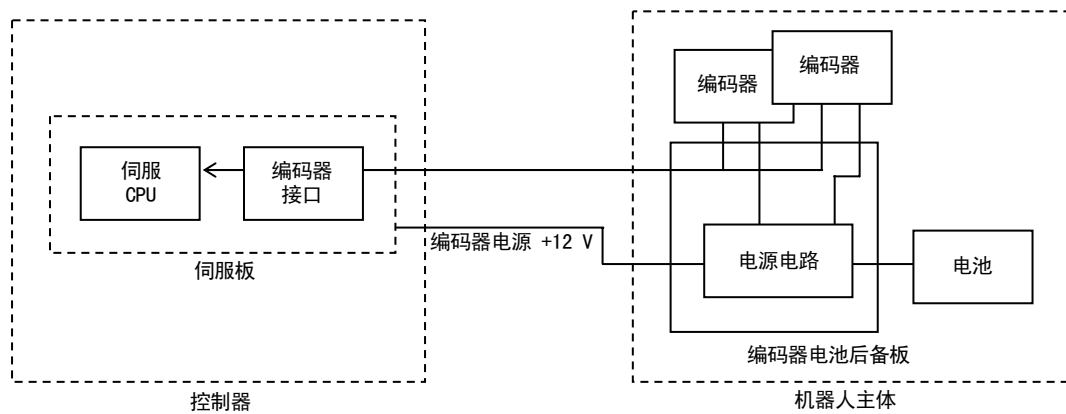 编码器
编码器
伺服
CPU
编码器
接口
编码器电源 +12 V
伺服板
电源电路
电池
编码器电池后备板
控制器
机器人主体